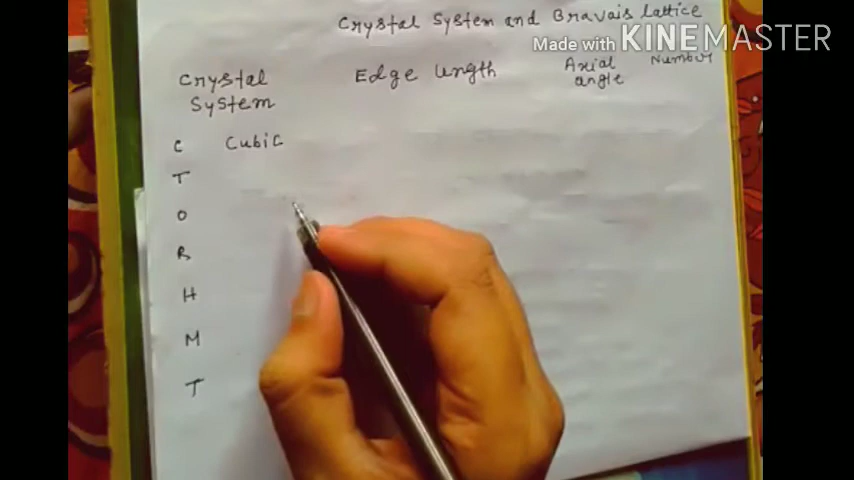 Crystal System and Bravais lattice
Made with KINEMASTER
Crystal System
Edge length
Axial angle
Number
C Cubic
T
O
R
H
M
T